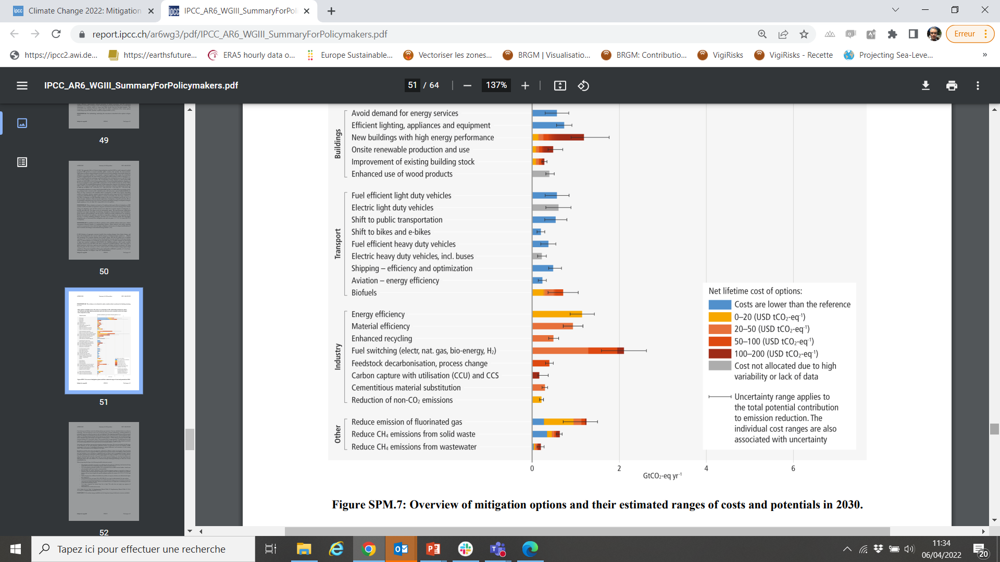 Climate Change 2022: Mitigation
IPCC_AR6_WGIII_SummaryForPoli
report.ipcc.ch/ar6wg3/pdf/IPCC_AR6_WGIII_SummaryForPolicymakers.pdf
Erreur
https://ipcc2.awi.de...
https://earthsfuture...
ERA5 hourly data o...
Europe Sustainable...
Vectoriser les zones...
BRGM | Visualisatio...
BRGM: Contributio...
VigiRisks
VigiRisks - Recette
Projecting Sea-Leve...
»
IPCC_AR6_WGIII_SummaryForPolicymakers.pdf
51 / 64
137%
49
50
51
52
Buildings
Avoid demand for energy services
Efficient lighting, appliances and equipment
New buildings with high energy performance
Onsite renewable production and use
Improvement of existing building stock
Enhanced use of wood products
Transport
Fuel efficient light duty vehicles
Electric light duty vehicles
Shift to public transportation
Shift to bikes and e-bikes
Fuel efficient heavy duty vehicles
Electric heavy duty vehicles, incl. buses
Shipping – efficiency and optimization
Aviation – energy efficiency
Biofuels
Industry
Energy efficiency
Material efficiency
Enhanced recycling
Fuel switching (electr, nat. gas, bio-energy, H₂)
Feedstock decarbonisation, process change
Carbon capture with utilisation (CCU) and CCS
Cementitious material substitution
Reduction of non-CO₂ emissions
Other
Reduce emission of fluorinated gas
Reduce CH₄ emissions from solid waste
Reduce CH₄ emissions from wastewater
Net lifetime cost of options:
Costs are lower than the reference
0–20 (USD tCO₂-eq⁻¹)
20–50 (USD tCO₂-eq⁻¹)
50–100 (USD tCO₂-eq⁻¹)
100–200 (USD tCO₂-eq⁻¹)
Cost not allocated due to high
variability or lack of data
Uncertainty range applies to
the total potential contribution
to emission reduction. The
individual cost ranges are also
associated with uncertainty
0 2 4 6
GtCO₂-eq yr⁻¹
Figure SPM.7: Overview of mitigation options and their estimated ranges of costs and potentials in 2030.
Tapez ici pour effectuer une recherche
11:34
06/04/2022
20